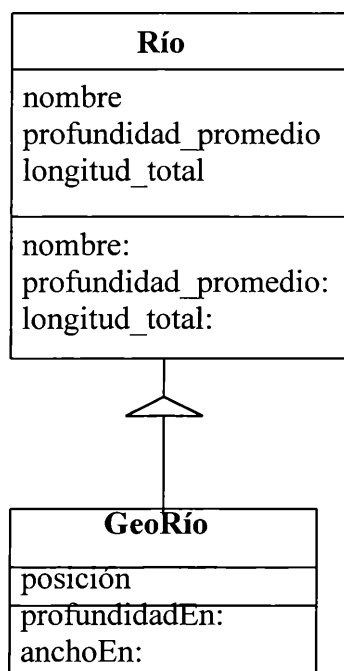 Río
nombre
profundidad_promedio
longitud_total
nombre:
profundidad_promedio:
longitud_total:
GeoRío
posición
profundidadEn:
anchoEn: